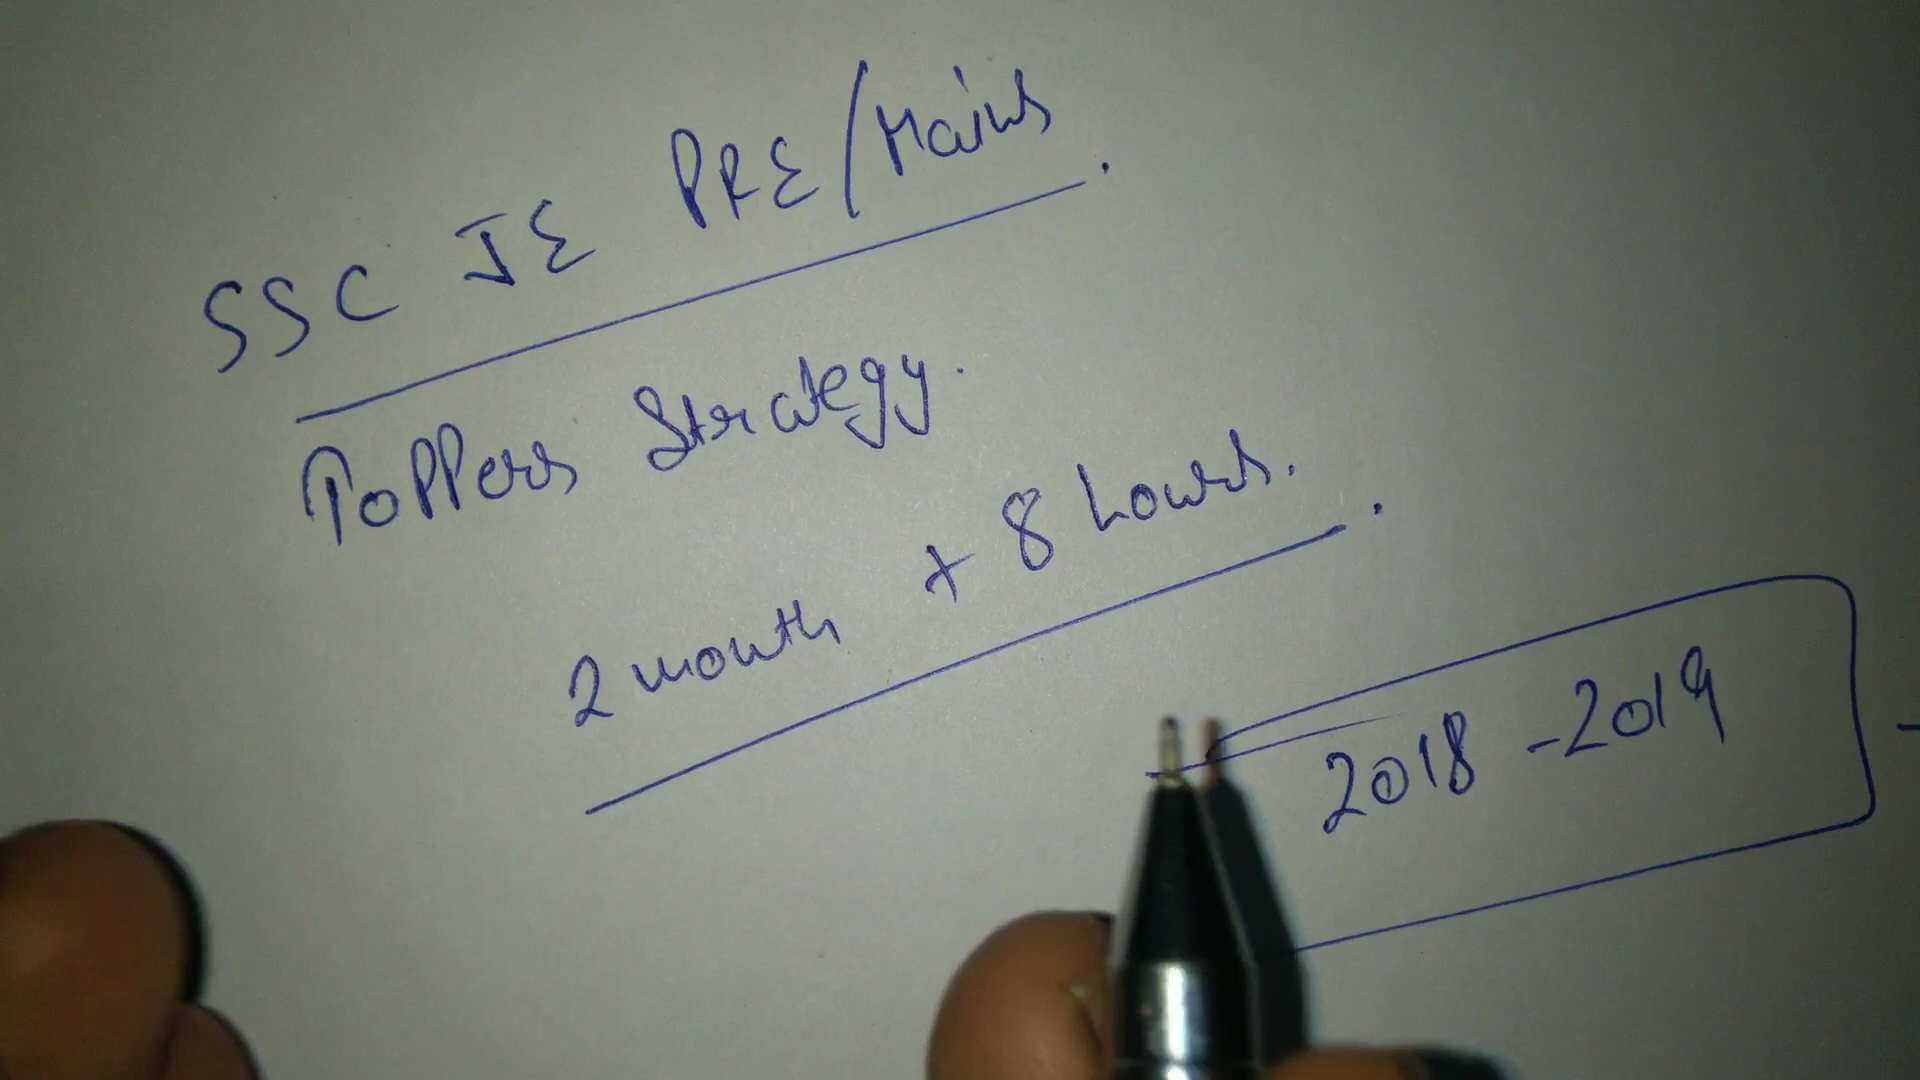 SSC JE PRE/Mains.
Toppers Strategy.
2 month + 8 hours.
2018 - 2019